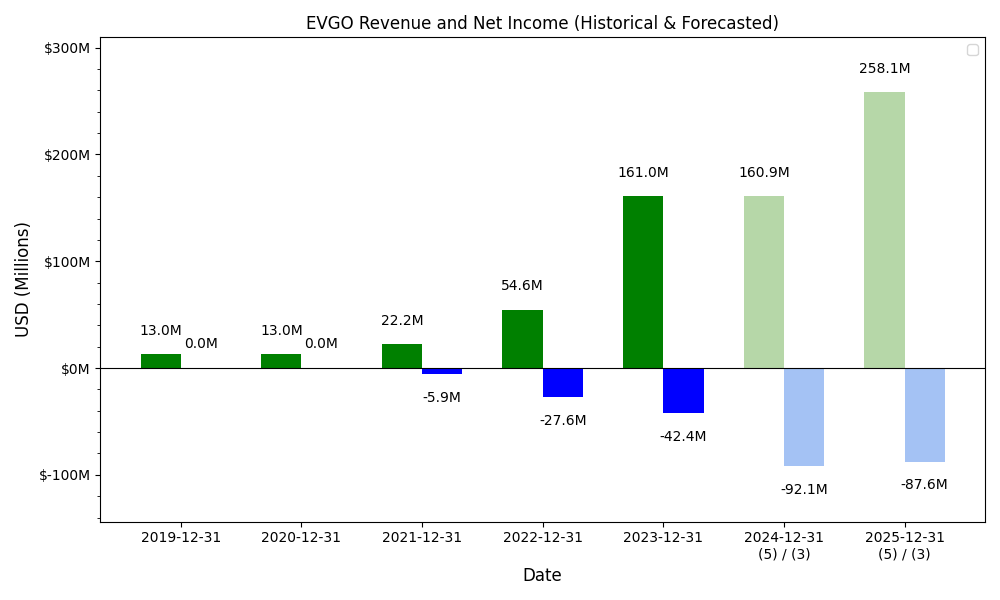 EVGO Revenue and Net Income (Historical & Forecasted)
$300M
$200M
$100M
$0M
$-100M
USD (Millions)
13.0M
0.0M
13.0M
0.0M
22.2M
-5.9M
54.6M
-27.6M
161.0M
-42.4M
160.9M
-92.1M
258.1M
-87.6M
2019-12-31
2020-12-31
2021-12-31
2022-12-31
2023-12-31
2024-12-31
(5) / (3)
2025-12-31
(5) / (3)
Date